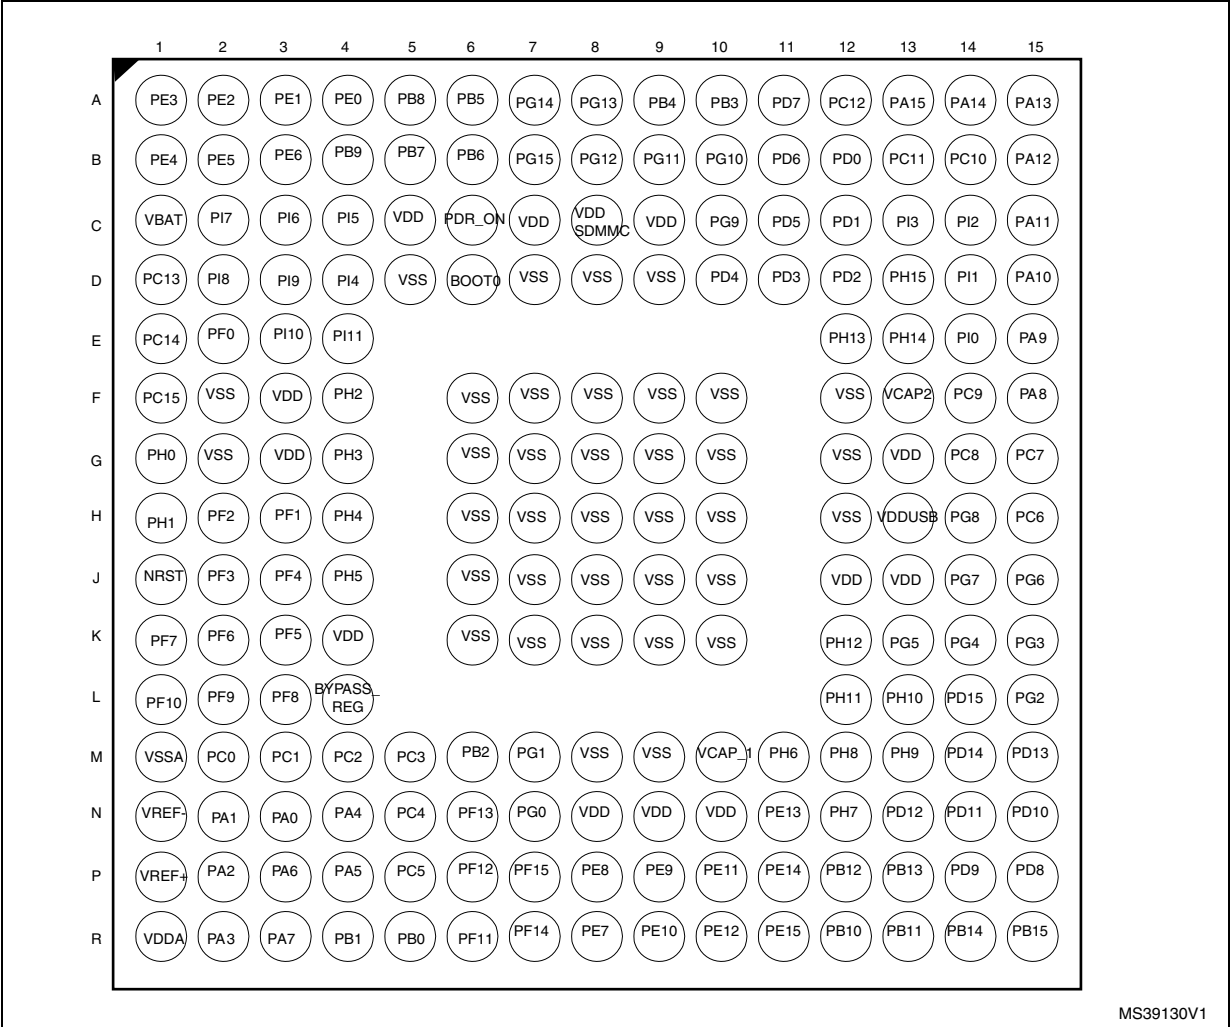 1 2 3 4 5 6 7 8 9 10 11 12 13 14 15
A PE3 PE2 PE1 PE0 PB8 PB5 PG14 PG13 PB4 PB3 PD7 PC12 PA15 PA14 PA13
B PE4 PE5 PE6 PB9 PB7 PB6 PG15 PG12 PG11 PG10 PD6 PD0 PC11 PC10 PA12
C VBAT PI7 PI6 PI5 VDD PDR_ON VDD VDD SDMMC VDD PG9 PD5 PD1 PI3 PI2 PA11
D PC13 PI8 PI9 PI4 VSS BOOT0 VSS VSS VSS PD4 PD3 PD2 PH15 PI1 PA10
E PC14 PF0 PI10 PI11 PH13 PH14 PI0 PA9
F PC15 VSS VDD PH2 VSS VSS VSS VSS VSS VSS VCAP2 PC9 PA8
G PH0 VSS VDD PH3 VSS VSS VSS VSS VSS VSS VDD PC8 PC7
H PH1 PF2 PF1 PH4 VSS VSS VSS VSS VSS VSS VDDUSB PG8 PC6
J NRST PF3 PF4 PH5 VSS VSS VSS VSS VSS VDD VDD PG7 PG6
K PF7 PF6 PF5 VDD VSS VSS VSS VSS VSS PH12 PG5 PG4 PG3
L PF10 PF9 PF8 BYPASS_ REG PH11 PH10 PD15 PG2
M VSSA PC0 PC1 PC2 PC3 PB2 PG1 VSS VSS VCAP_1 PH6 PH8 PH9 PD14 PD13
N VREF- PA1 PA0 PA4 PC4 PF13 PG0 VDD VDD VDD PE13 PH7 PD12 PD11 PD10
P VREF+ PA2 PA6 PA5 PC5 PF12 PF15 PE8 PE9 PE11 PE14 PB12 PB13 PD9 PD8
R VDDA PA3 PA7 PB1 PB0 PF11 PF14 PE7 PE10 PE12 PE15 PB10 PB11 PB14 PB15
MS39130V1